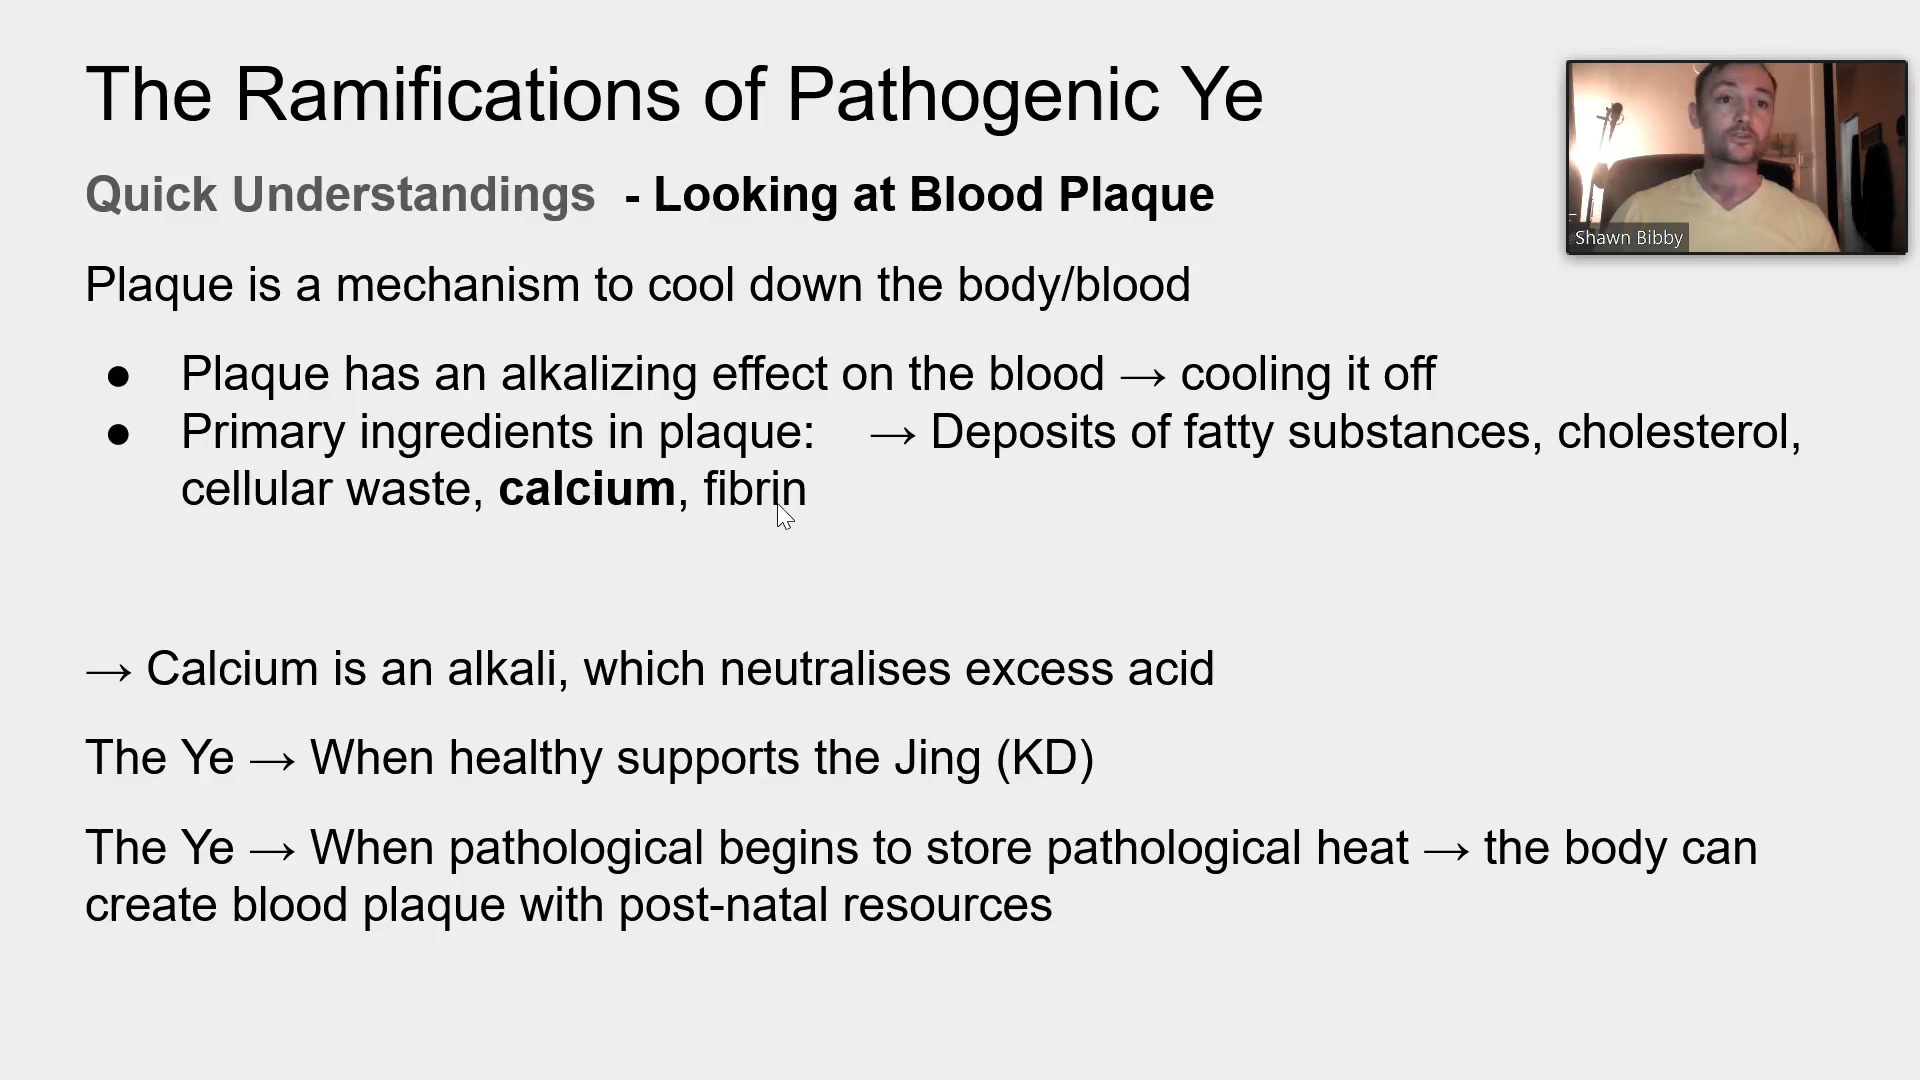 The Ramifications of Pathogenic Ye
Shawn Bibby
Quick Understandings - Looking at Blood Plaque
Plaque is a mechanism to cool down the body/blood
● Plaque has an alkalizing effect on the blood → cooling it off
● Primary ingredients in plaque: → Deposits of fatty substances, cholesterol,
cellular waste, calcium, fibrin
→ Calcium is an alkali, which neutralises excess acid
The Ye → When healthy supports the Jing (KD)
The Ye → When pathological begins to store pathological heat → the body can
create blood plaque with post-natal resources